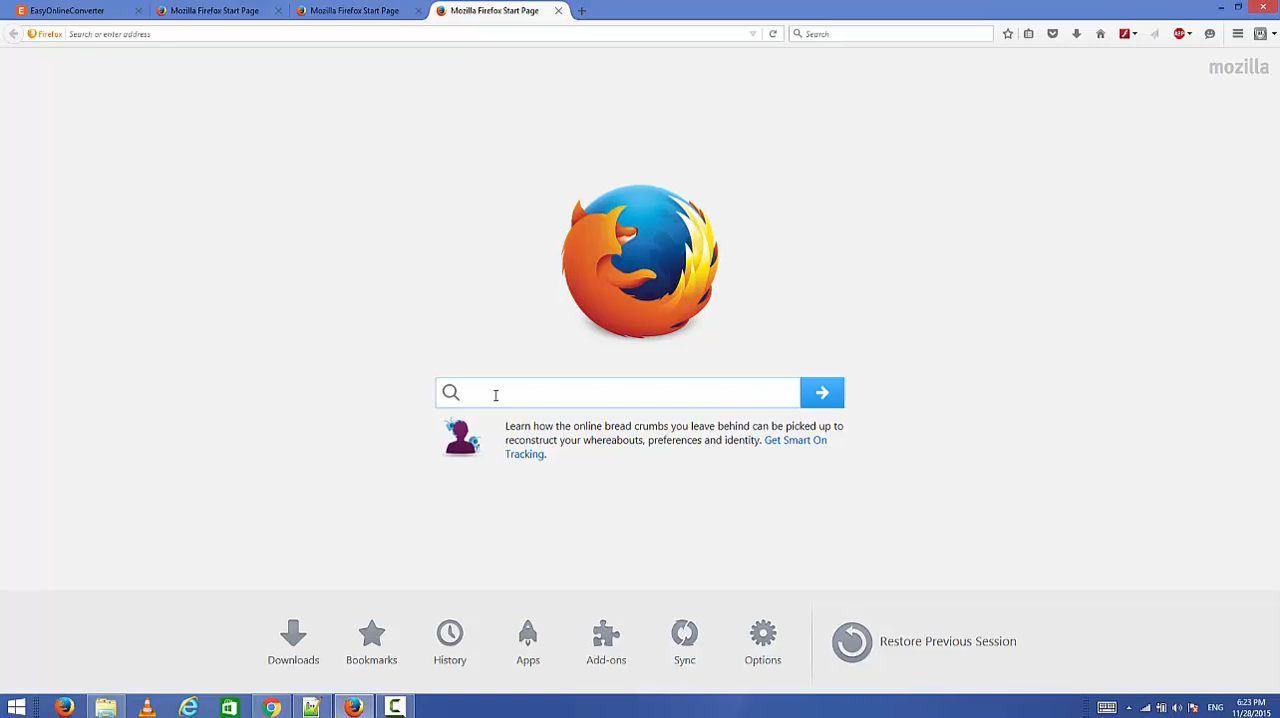 EasyOnlineConverter
Mozilla Firefox Start Page
Mozilla Firefox Start Page
Mozilla Firefox Start Page
Firefox
Search or enter address
Search
ABP
mozilla
Learn how the online bread crumbs you leave behind can be picked up to
reconstruct your whereabouts, preferences and identity. Get Smart On
Tracking.
Downloads
Bookmarks
History
Apps
Add-ons
Sync
Options
Restore Previous Session
ENG
6:23 PM
11/28/2015